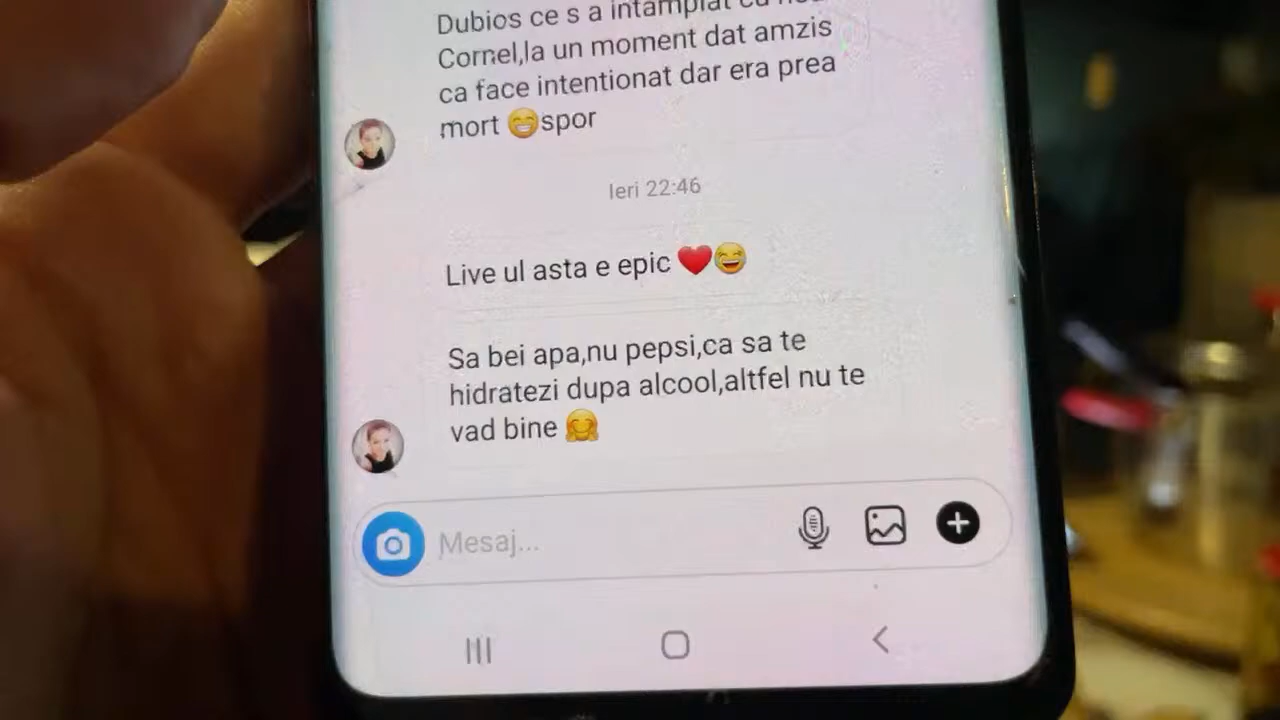 Dubios ce s a intamplat cu
Cornel,la un moment dat amzis
ca face intentionat dar era prea
mort 😁spor
Ieri 22:46
Live ul asta e epic ❤️😅
Sa bei apa,nu pepsi,ca sa te
hidratezi dupa alcool,altfel nu te
vad bine 🤗
Mesaj...